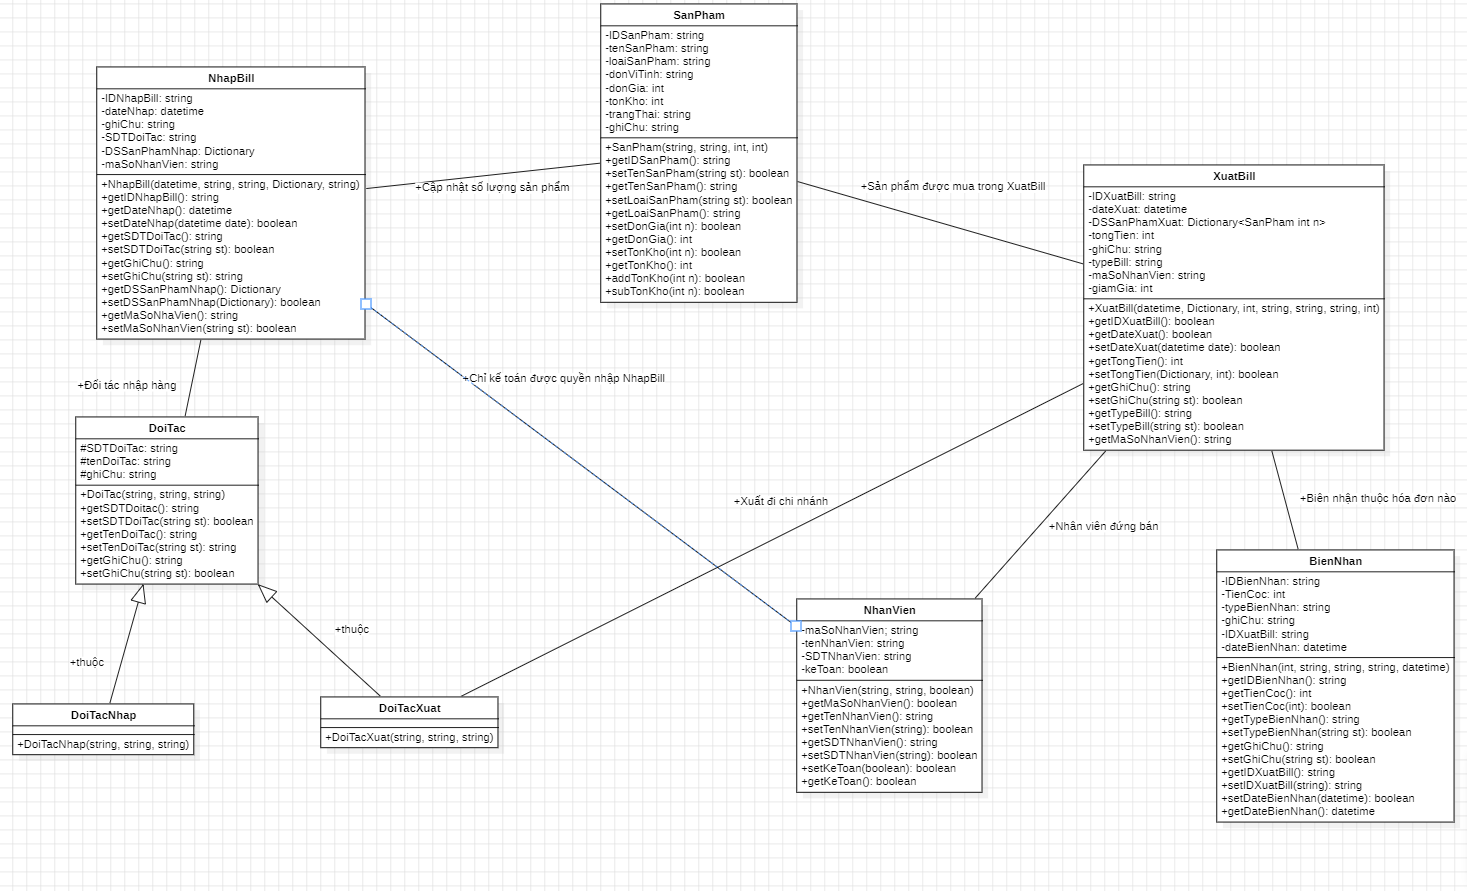 SanPham
-IDSanPham: string
-tenSanPham: string
-loaiSanPham: string
-donViTinh: string
-donGia: int
-tonKho: int
-trangThai: string
-ghiChu: string
+SanPham(string, string, int, int)
+getIDSanPham(): string
+setTenSanPham(string st): boolean
+getTenSanPham(): string
+setLoaiSanPham(string st): boolean
+getLoaiSanPham(): string
+setDonGia(int n): boolean
+getDonGia(): int
+setTonKho(int n): boolean
+getTonKho(): int
+addTonKho(int n): boolean
+subTonKho(int n): boolean
NhapBill
-IDNhapBill: string
-dateNhap: datetime
-ghiChu: string
-SDTDoiTac: string
-DSSanPhamNhap: Dictionary
-maSoNhanVien: string
+NhapBill(datetime, string, string, Dictionary, string)
+getIDNhapBill(): string
+getDateNhap(): datetime
+setDateNhap(datetime date): boolean
+getSDTDoiTac(): string
+setSDTDoiTac(string st): boolean
+getGhiChu(): string
+setGhiChu(string st): string
+getDSSanPhamNhap(): Dictionary
+setDSSanPhamNhap(Dictionary): boolean
+getMaSoNhaVien(): string
+setMaSoNhanVien(string st): boolean
+Cập nhật số lượng sản phẩm
+Sản phẩm được mua trong XuatBill
XuatBill
-IDXuatBill: string
-dateXuat: datetime
-DSSanPhamXuat: Dictionary<SanPham int n>
-tongTien: int
-ghiChu: string
-typeBill: string
-maSoNhanVien: string
-giamGia: int
+XuatBill(datetime, Dictionary, int, string, string, string, int)
+getIDXuatBill(): boolean
+getDateXuat(): boolean
+setDateXuat(datetime date): boolean
+getTongTien(): int
+setTongTien(Dictionary, int): boolean
+getGhiChu(): string
+setGhiChu(string st): boolean
+getTypeBill(): string
+setTypeBill(string st): boolean
+getMaSoNhanVien(): string
+Chỉ kế toán được quyền nhập NhapBill
+Đối tác nhập hàng
DoiTac
#SDTDoiTac: string
#tenDoiTac: string
#ghiChu: string
+DoiTac(string, string, string)
+getSDTDoitac(): string
+setSDTDoiTac(string st): boolean
+getTenDoiTac(): string
+setTenDoiTac(string st): string
+getGhiChu(): string
+setGhiChu(string st): boolean
+Xuất đi chi nhánh
+Nhân viên đứng bán
+Biên nhận thuộc hóa đơn nào
+thuộc
+thuộc
DoiTacNhap
+DoiTacNhap(string, string, string)
DoiTacXuat
+DoiTacXuat(string, string, string)
NhanVien
-maSoNhanVien; string
-tenNhanVien: string
-SDTNhanVien: string
-keToan: boolean
+NhanVien(string, string, boolean)
+getMaSoNhanVien(): boolean
+getTenNhanVien(): string
+setTenNhanVien(string): boolean
+getSDTNhanVien(): string
+setSDTNhanVien(string): boolean
+setKeToan(boolean): boolean
+getKeToan(): boolean
BienNhan
-IDBienNhan: string
-TienCoc: int
-typeBienNhan: string
-ghiChu: string
-IDXuatBill: string
-dateBienNhan: datetime
+BienNhan(int, string, string, string, datetime)
+getIDBienNhan(): string
+getTienCoc(): int
+setTienCoc(int): boolean
+getTypeBienNhan(): string
+setTypeBienNhan(string st): boolean
+getGhiChu(): string
+setGhiChu(string st): boolean
+getIDXuatBill(): string
+setIDXuatBill(string): string
+setDateBienNhan(datetime): boolean
+getDateBienNhan(): datetime